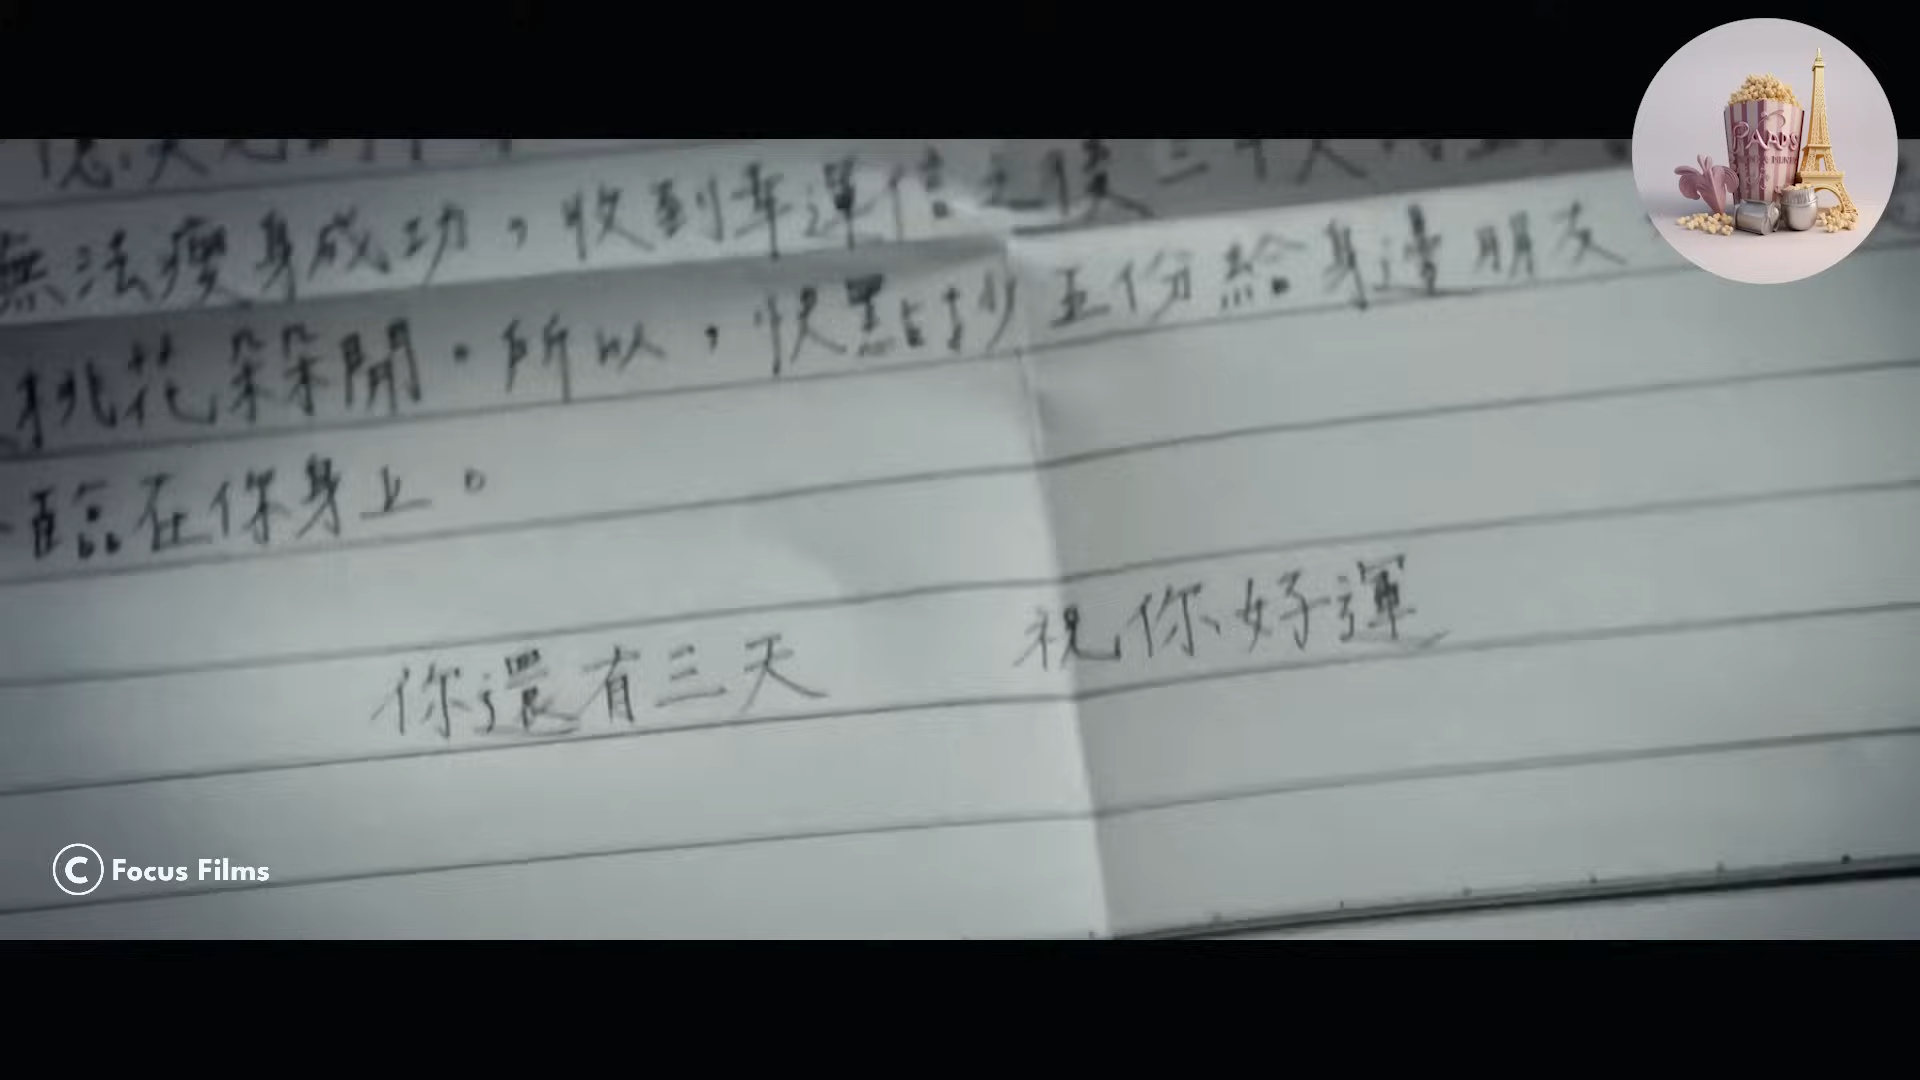 無法瘦身成功，收到幸運信之後三
桃花朵朵開。所以，快點抄五份給身邊朋友
臨在你身上。
祝你好運
你還有三天
C Focus Films
PARIS